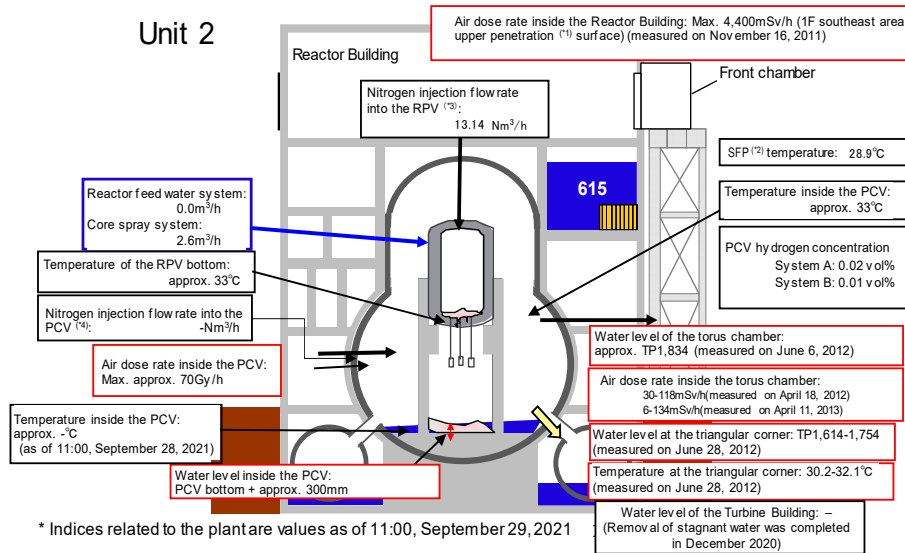 Unit 2
Air dose rate inside the Reactor Building: Max. 4,400mSv/h (1F southeast area
upper penetration (*1) surface) (measured on November 16, 2011)
Reactor Building
Front chamber
Nitrogen injection flow rate
into the RPV (*3):
13.14 Nm3/h
SFP (*2) temperature: 28.9℃
615
Reactor feed water system:
0.0m3/h
Core spray system:
2.6m3/h
Temperature inside the PCV:
approx. 33℃
PCV hydrogen concentration
System A: 0.02 vol%
System B: 0.01 vol%
Temperature of the RPV bottom:
approx. 33℃
Nitrogen injection flow rate into the
PCV (*4): -Nm3/h
Water level of the torus chamber:
approx. TP1,834 (measured on June 6, 2012)
Air dose rate inside the PCV:
Max. approx. 70Gy/h
Air dose rate inside the torus chamber:
30-118mSv/h(measured on April 18, 2012)
6-134mSv/h(measured on April 11, 2013)
Temperature inside the PCV:
approx. -℃
(as of 11:00, September 28, 2021)
Water level at the triangular corner: TP1,614-1,754
(measured on June 28, 2012)
Water level inside the PCV:
PCV bottom + approx. 300mm
Temperature at the triangular corner: 30.2-32.1℃
(measured on June 28, 2012)
Water level of the Turbine Building: –
(Removal of stagnant water was completed
in December 2020)
* Indices related to the plant are values as of 11:00, September 29, 2021